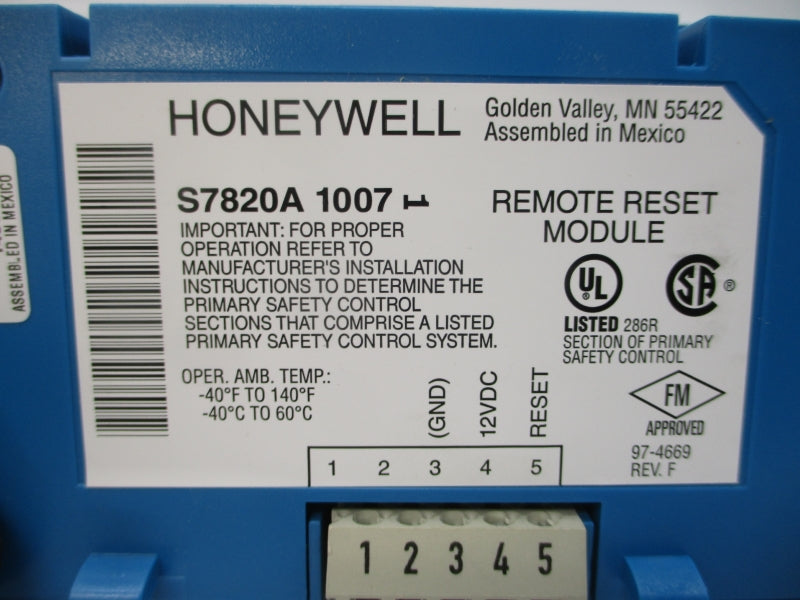 HONEYWELL
Golden Valley, MN 55422
Assembled in Mexico
S7820A 1007 1
REMOTE RESET
MODULE
IMPORTANT: FOR PROPER
OPERATION REFER TO
MANUFACTURER'S INSTALLATION
INSTRUCTIONS TO DETERMINE THE
PRIMARY SAFETY CONTROL
SECTIONS THAT COMPRISE A LISTED
PRIMARY SAFETY CONTROL SYSTEM.
UL ®
SA ®
LISTED 286R
SECTION OF PRIMARY
SAFETY CONTROL
OPER. AMB. TEMP.:
-40°F TO 140°F
-40°C TO 60°C
(GND)
12VDC
RESET
FM
APPROVED
97-4669
REV. F
1 2 3 4 5
1 2 3 4 5
ASSEMBLED IN MEXICO